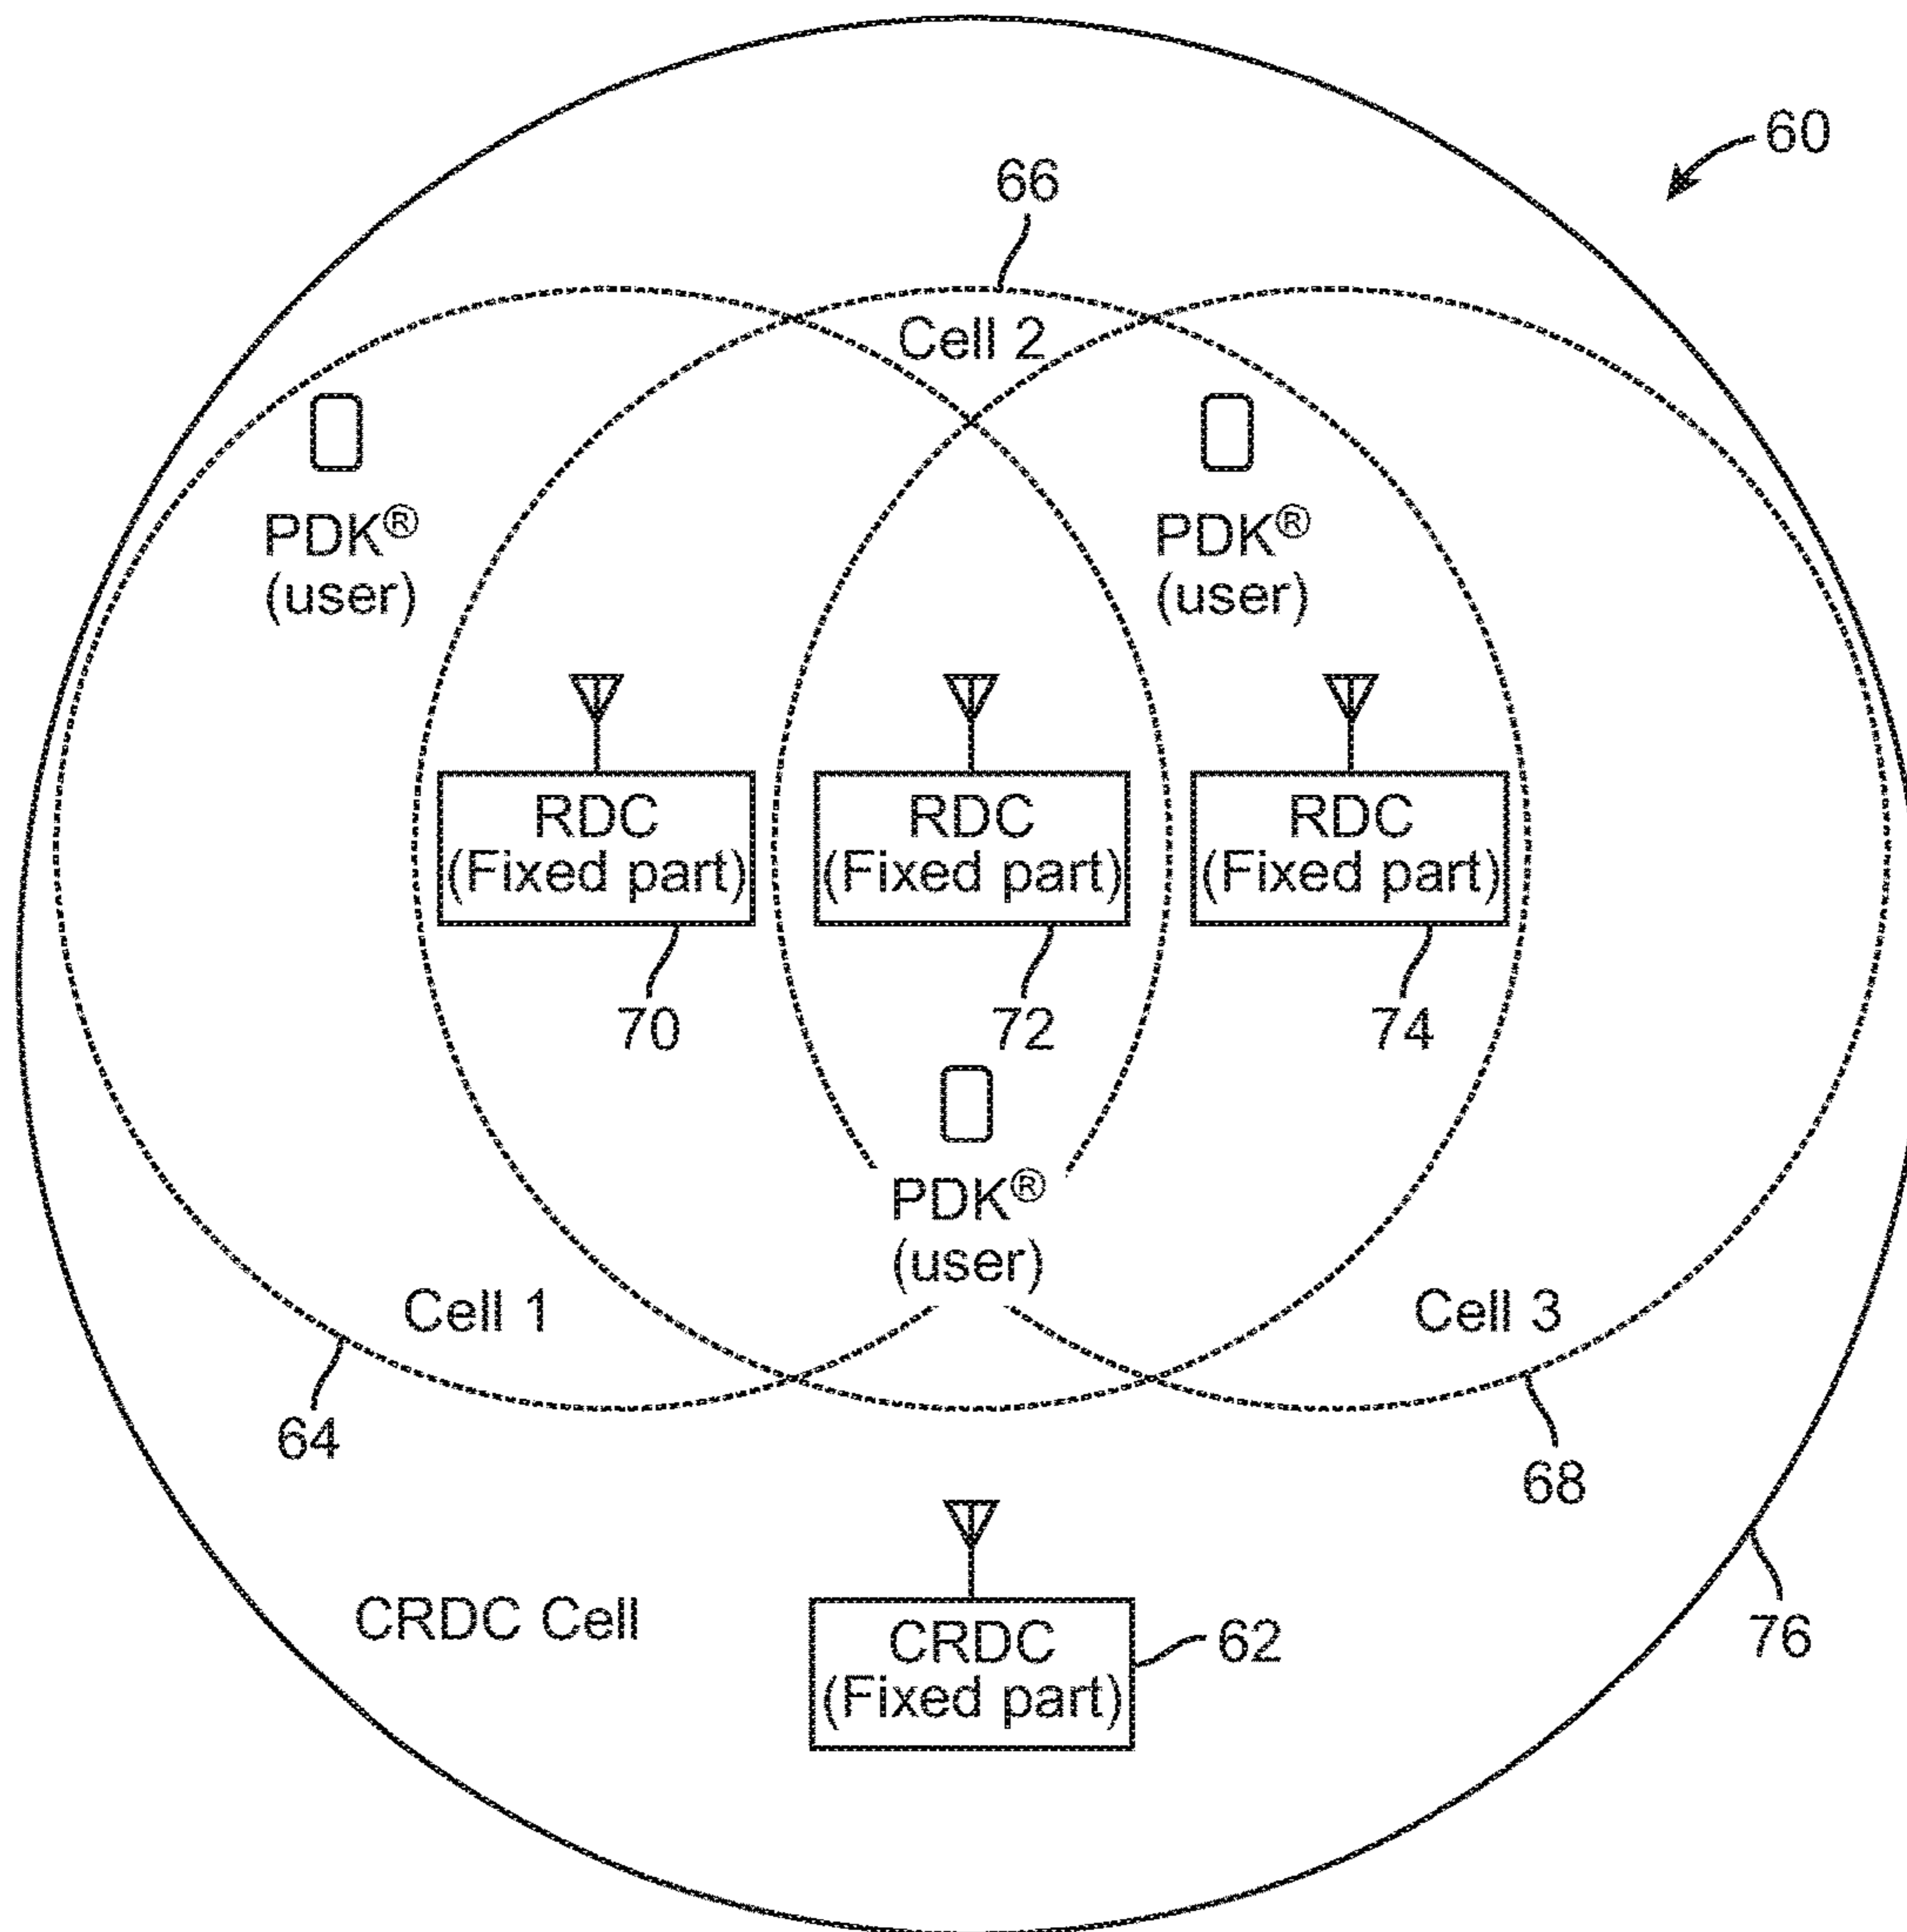 60
66
Cell 2
PDK®
(user)
PDK®
(user)
RDC
(Fixed part)
RDC
(Fixed part)
RDC
(Fixed part)
70
72
74
PDK®
(user)
Cell 1
Cell 3
64
68
CRDC Cell
CRDC
(Fixed part)
62
76